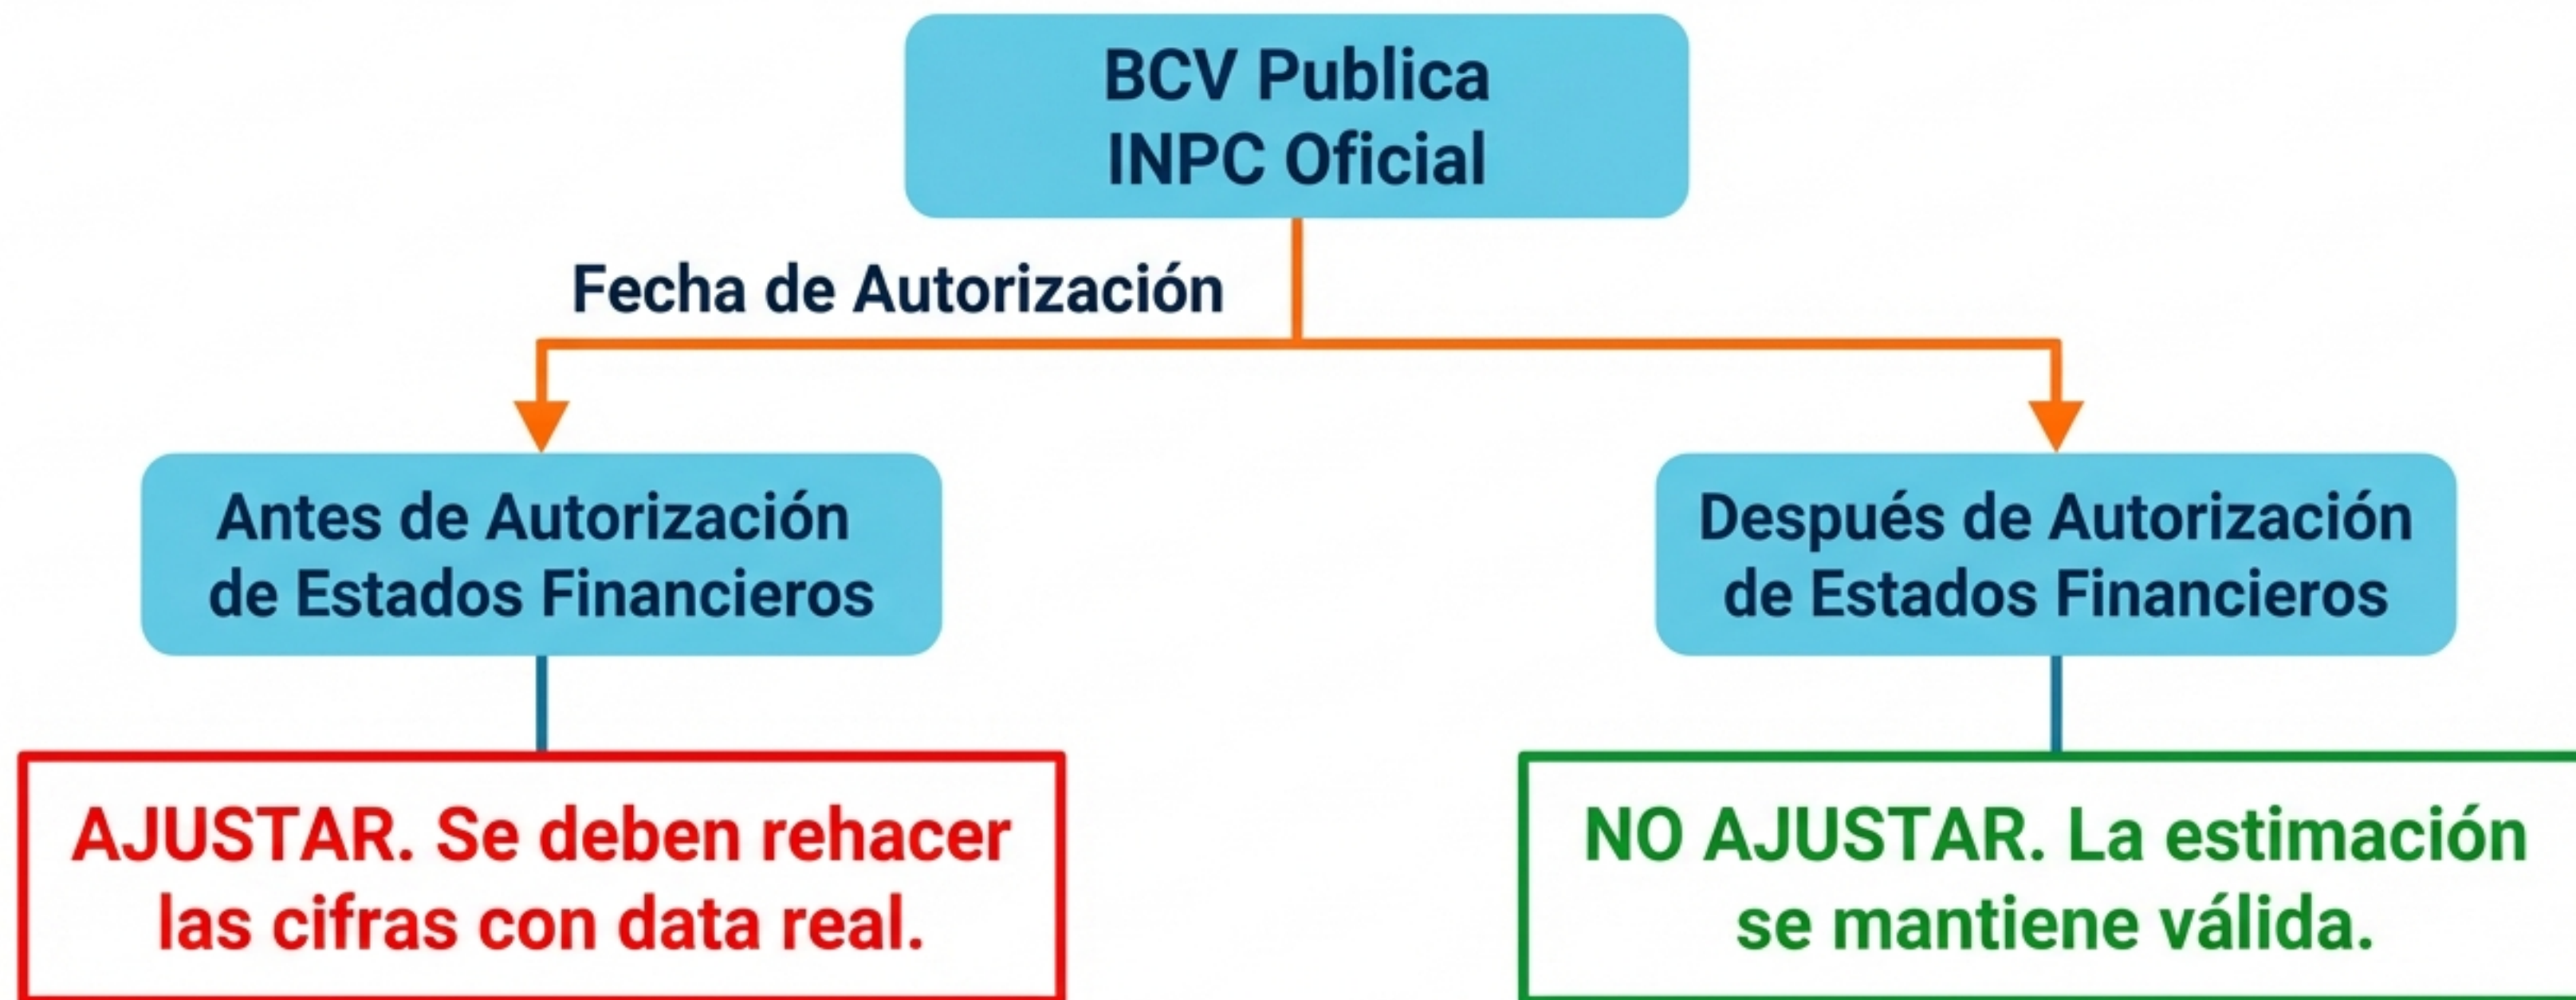 BCV Publica
INPC Oficial
Fecha de Autorización
Antes de Autorización
de Estados Financieros
Después de Autorización
de Estados Financieros
AJUSTAR. Se deben rehacer
las cifras con data real.
NO AJUSTAR. La estimación
se mantiene válida.